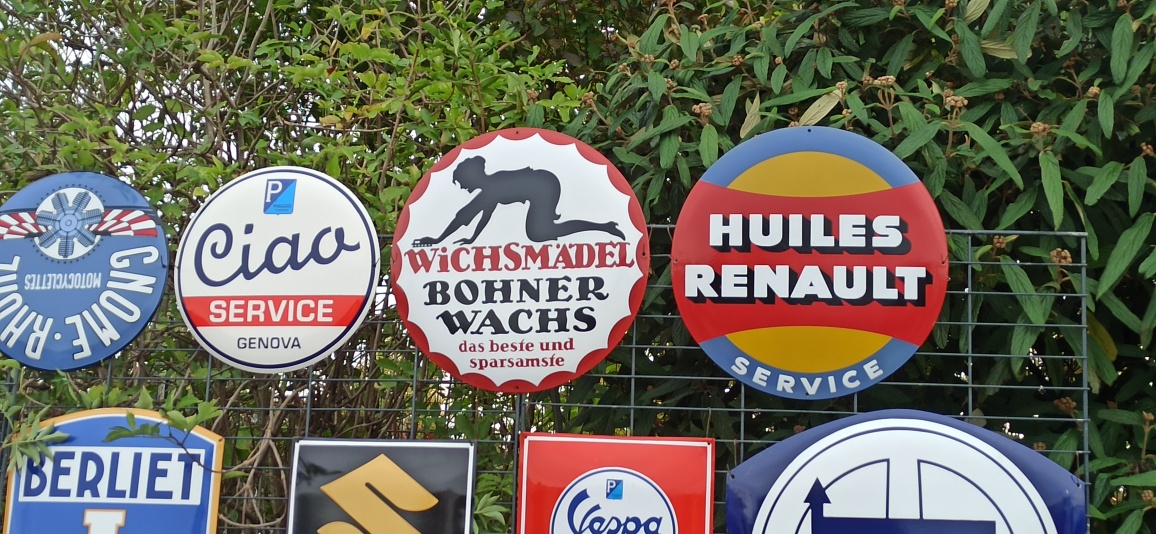 GNOME·RHÔNE
MOTOCYCLETTES
P
Ciao
SERVICE
GENOVA
WiCHSMÄDEL
BOHNER
WACHS
das beste und
sparsamste
HUILES
RENAULT
SERVICE
BERLIET
P
Vespa